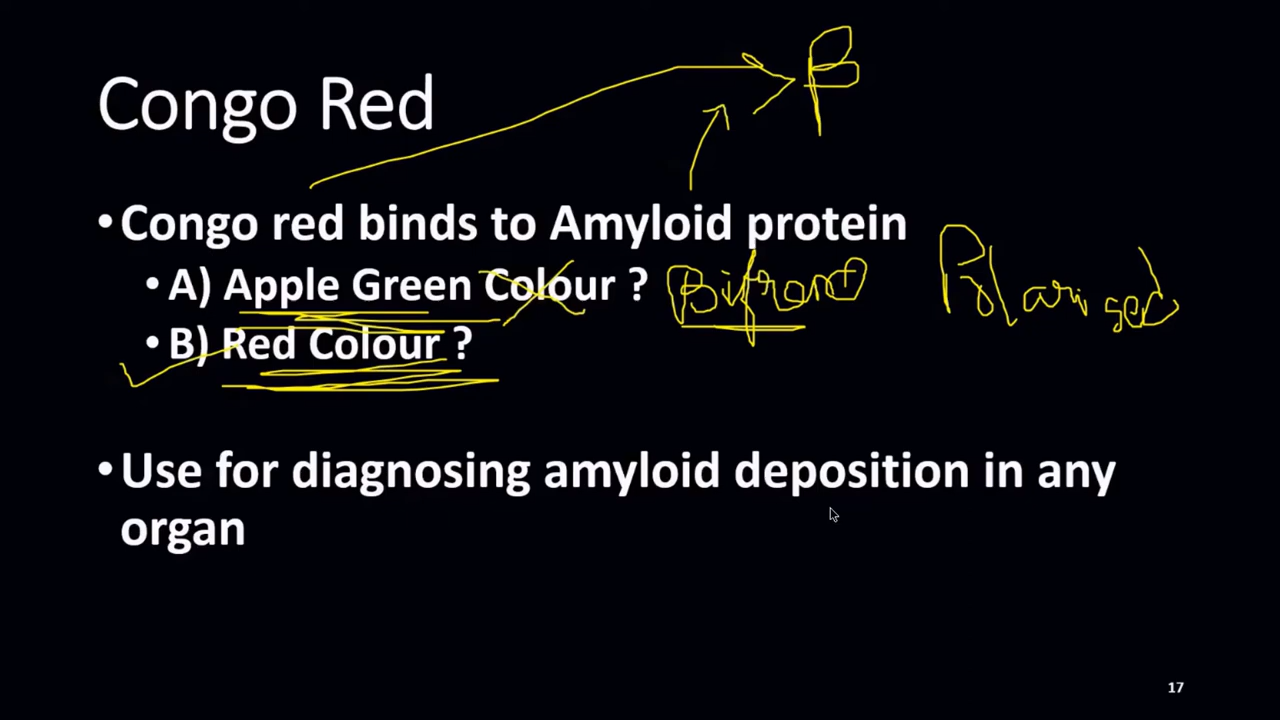 β
Congo Red
• Congo red binds to Amyloid protein
• A) Apple Green Colour ? Polarised
• B) Red Colour ?
• Use for diagnosing amyloid deposition in any
organ
17